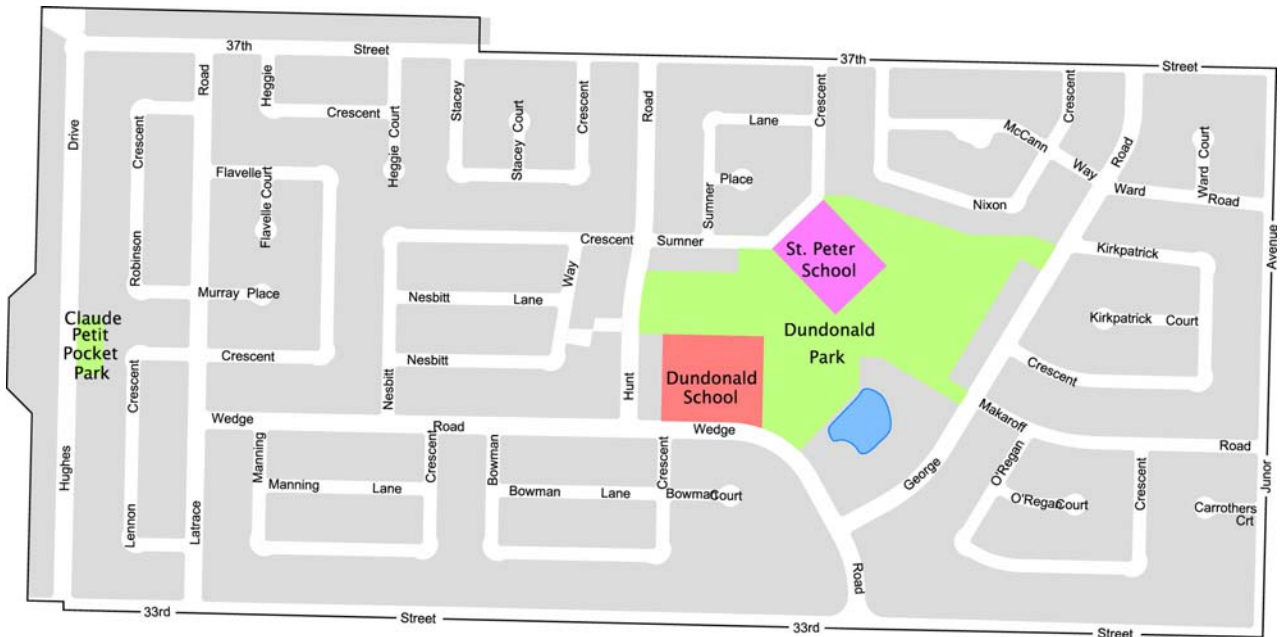 37th
Street
37th
Street
Drive
Road
Crescent
Heggie
Crescent
Heggie Court
Stacey
Stacey Court
Crescent
Road
Lane
Crescent
Sumner
Place
McCann
Way
Crescent
Road
Ward Court
Ward
Road
Nixon
Flavelle
Flavelle Court
Robinson
Murray Place
Crescent
Sumner
St. Peter
School
Kirkpatrick
Avenue
Claude
Petit
Pocket
Park
Nesbitt
Lane
Way
Dundonald
Park
Kirkpatrick
Court
Crescent
Crescent
Nesbitt
Nesbitt
Hunt
Dundonald
School
Crescent
Wedge
Road
Wedge
Makaroff
Road
Hughes
Manning
Crescent
Bowman
Crescent
George
O'Regan
Crescent
Junor
Manning
Lane
Bowman
Lane
Bowman
Court
O'Regan
Court
Carrothers
Crt
Lennon
Latrace
Road
33rd
Street
33rd
Street